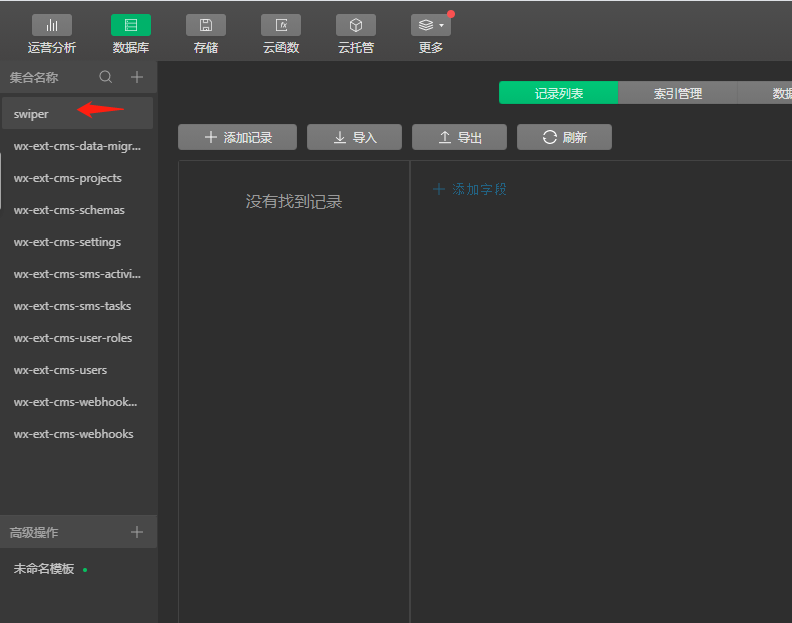 运营分析 数据库 存储 云函数 云托管 更多
集合名称
记录列表 索引管理 数据
swiper
添加记录 导入 导出 刷新
wx-ext-cms-data-migr...
wx-ext-cms-projects
没有找到记录 添加字段
wx-ext-cms-schemas
wx-ext-cms-settings
wx-ext-cms-sms-activi...
wx-ext-cms-sms-tasks
wx-ext-cms-user-roles
wx-ext-cms-users
wx-ext-cms-webhook...
wx-ext-cms-webhooks
高级操作
未命名模板